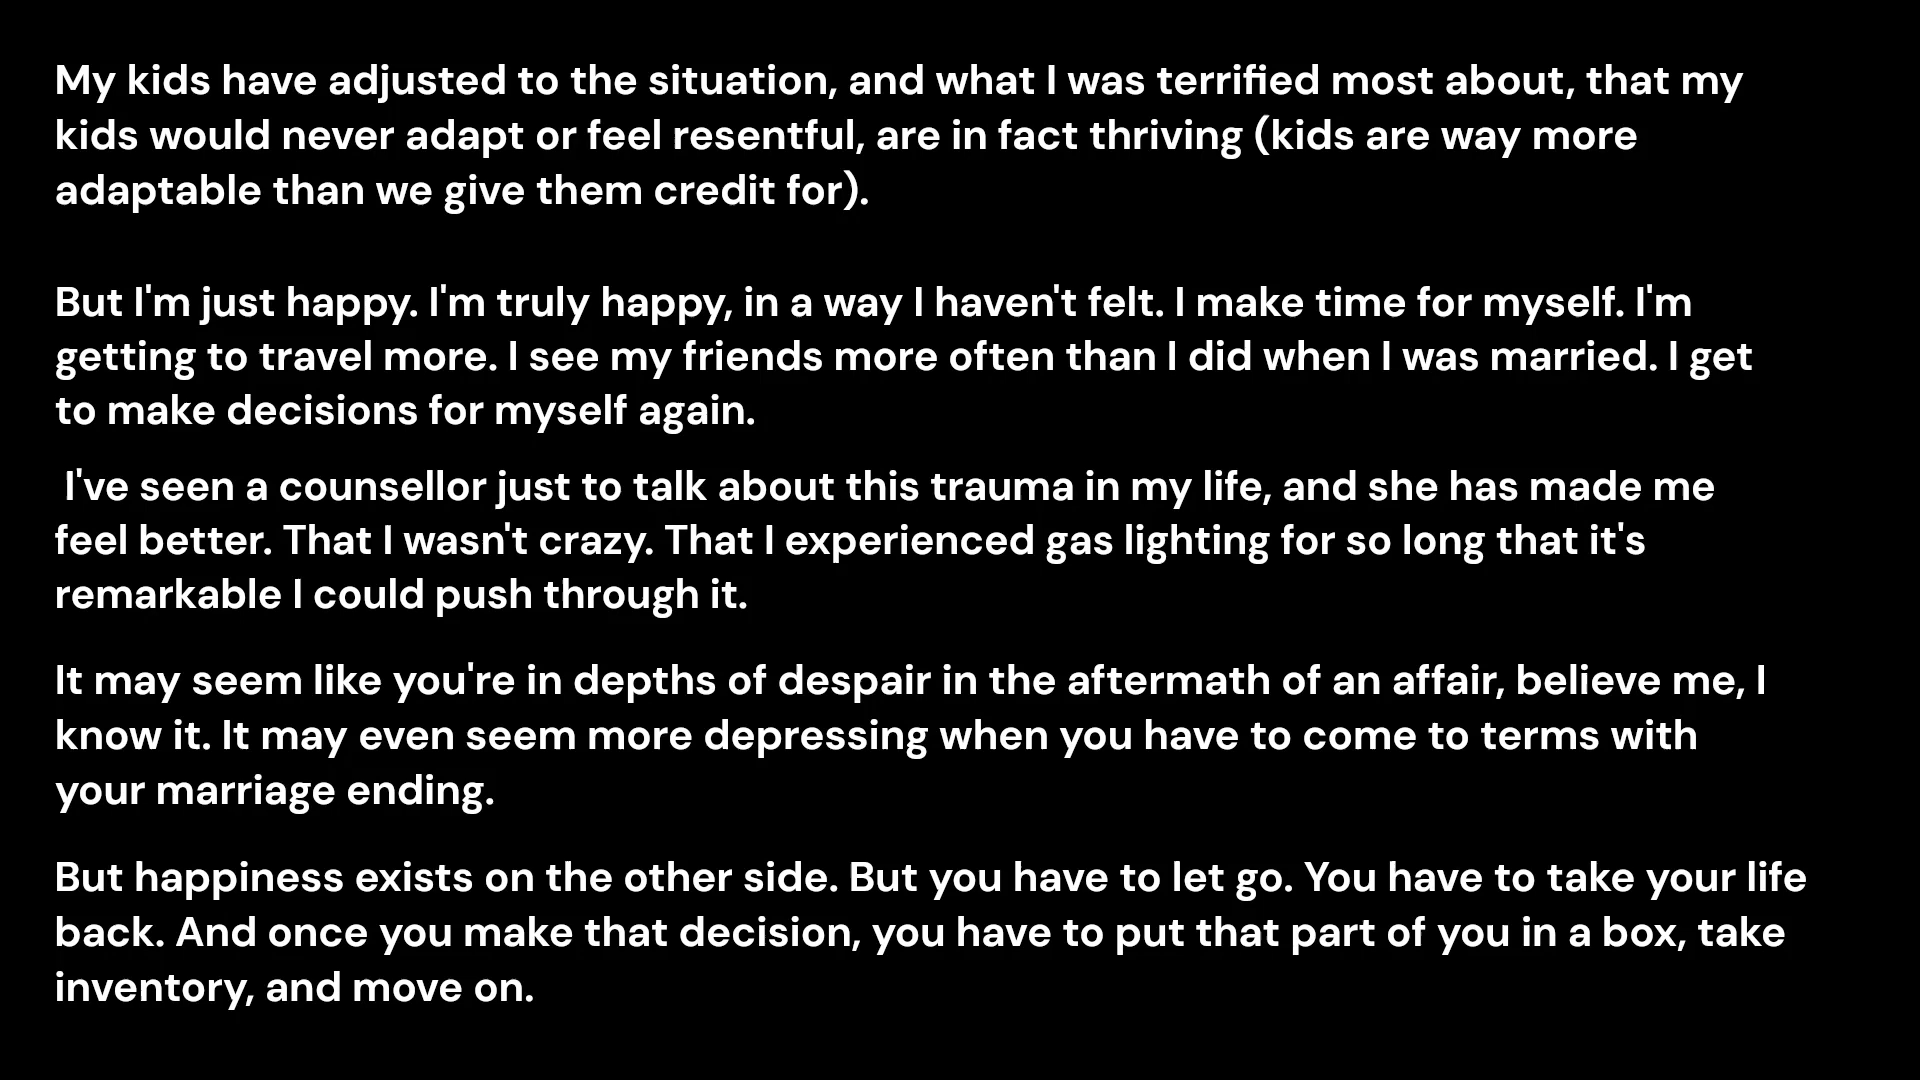 My kids have adjusted to the situation, and what I was terrified most about, that my
kids would never adapt or feel resentful, are in fact thriving (kids are way more
adaptable than we give them credit for).
But I'm just happy. I'm truly happy, in a way I haven't felt. I make time for myself. I'm
getting to travel more. I see my friends more often than I did when I was married. I get
to make decisions for myself again.
I've seen a counsellor just to talk about this trauma in my life, and she has made me
feel better. That I wasn't crazy. That I experienced gas lighting for so long that it's
remarkable I could push through it.
It may seem like you're in depths of despair in the aftermath of an affair, believe me, I
know it. It may even seem more depressing when you have to come to terms with
your marriage ending.
But happiness exists on the other side. But you have to let go. You have to take your life
back. And once you make that decision, you have to put that part of you in a box, take
inventory, and move on.